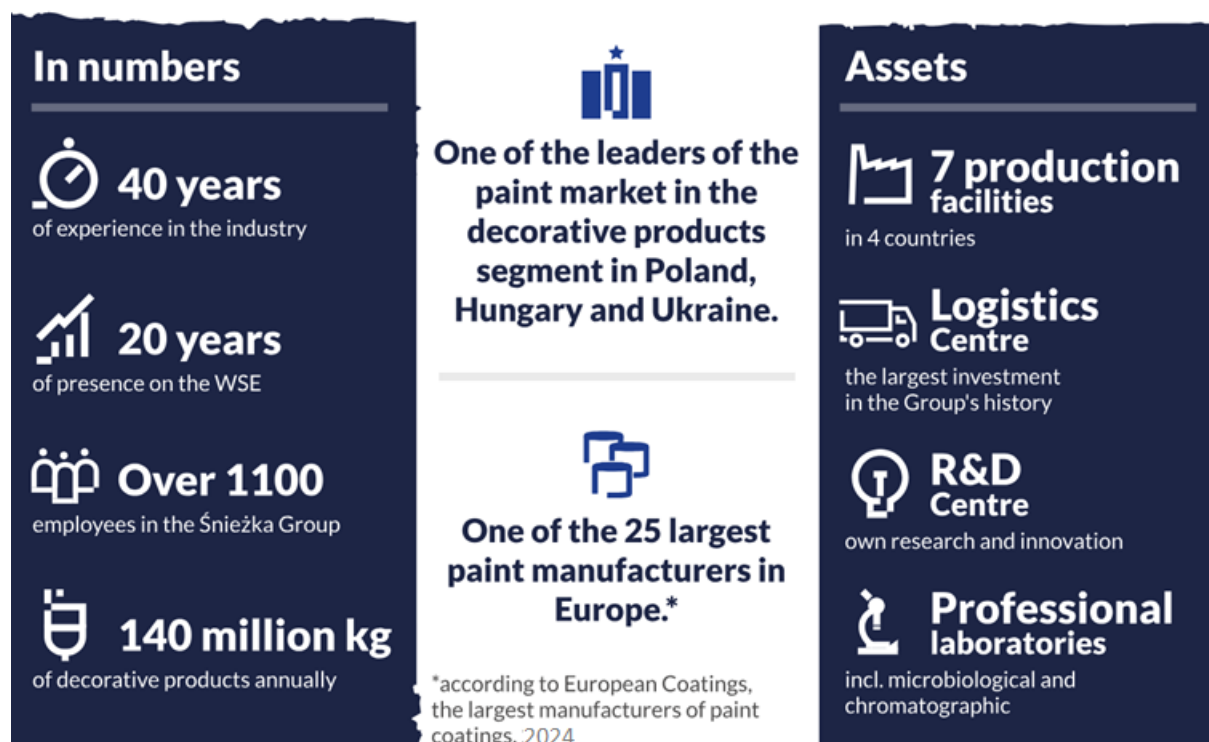 In numbers
40 years
of experience in the industry
20 years
of presence on the WSE
Over 1100
employees in the Śnieżka Group
140 million kg
of decorative products annually
One of the leaders of the
paint market in the
decorative products
segment in Poland,
Hungary and Ukraine.
One of the 25 largest
paint manufacturers in
Europe.*
*according to European Coatings,
the largest manufacturers of paint
coatings, 2024
Assets
7 production
facilities
in 4 countries
Logistics
Centre
the largest investment
in the Group's history
R&D
Centre
own research and innovation
Professional
laboratories
incl. microbiological and
chromatographic